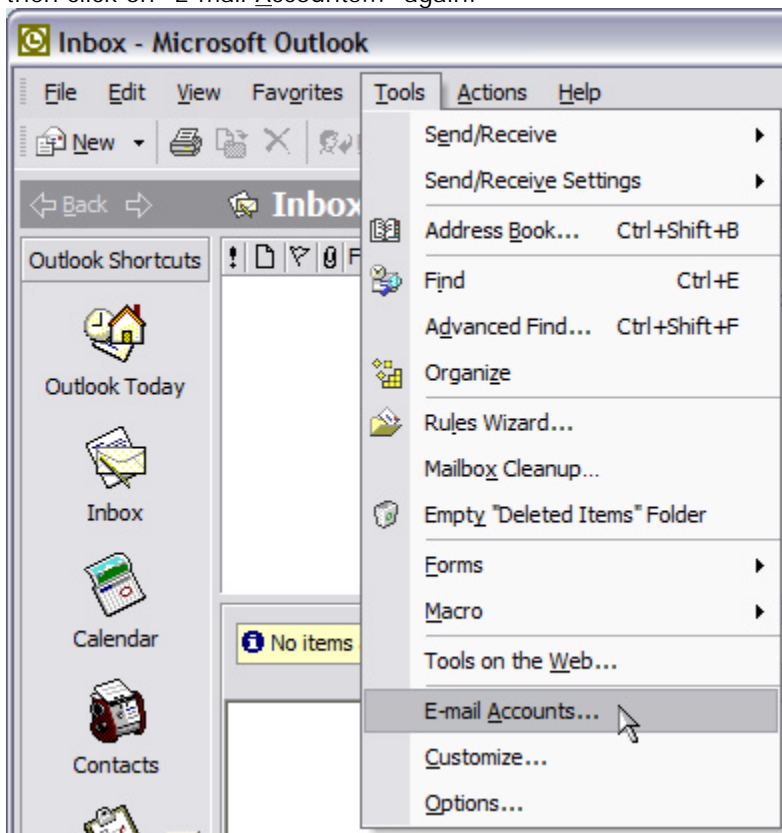 Inbox - Microsoft Outlook
File Edit View Favorites Tools Actions Help
New
Back
Inbox
Outlook Shortcuts
Outlook Today
Inbox
Calendar
Contacts
No items
Send/Receive
Send/Receive Settings
Address Book... Ctrl+Shift+B
Find Ctrl+E
Advanced Find... Ctrl+Shift+F
Organize
Rules Wizard...
Mailbox Cleanup...
Empty "Deleted Items" Folder
Forms
Macro
Tools on the Web...
E-mail Accounts...
Customize...
Options...